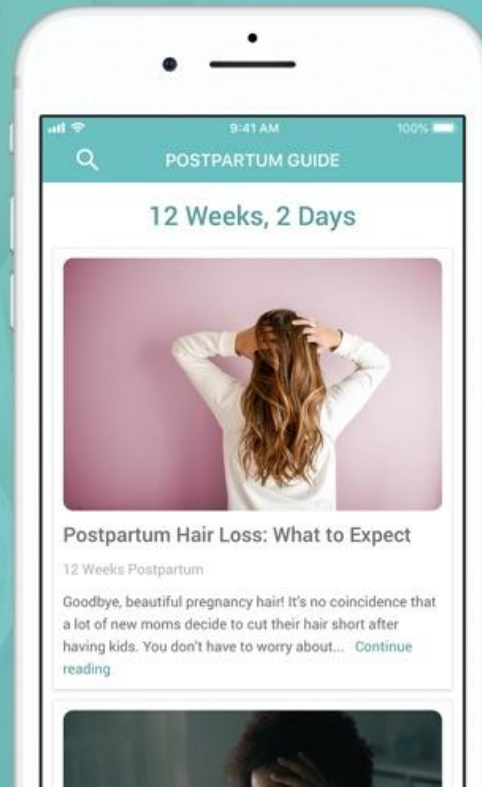 9:41 AM
100%
POSTPARTUM GUIDE
12 Weeks, 2 Days
Postpartum Hair Loss: What to Expect
12 Weeks Postpartum
Goodbye, beautiful pregnancy hair! It's no coincidence that
a lot of new moms decide to cut their hair short after
having kids. You don't have to worry about... Continue
reading